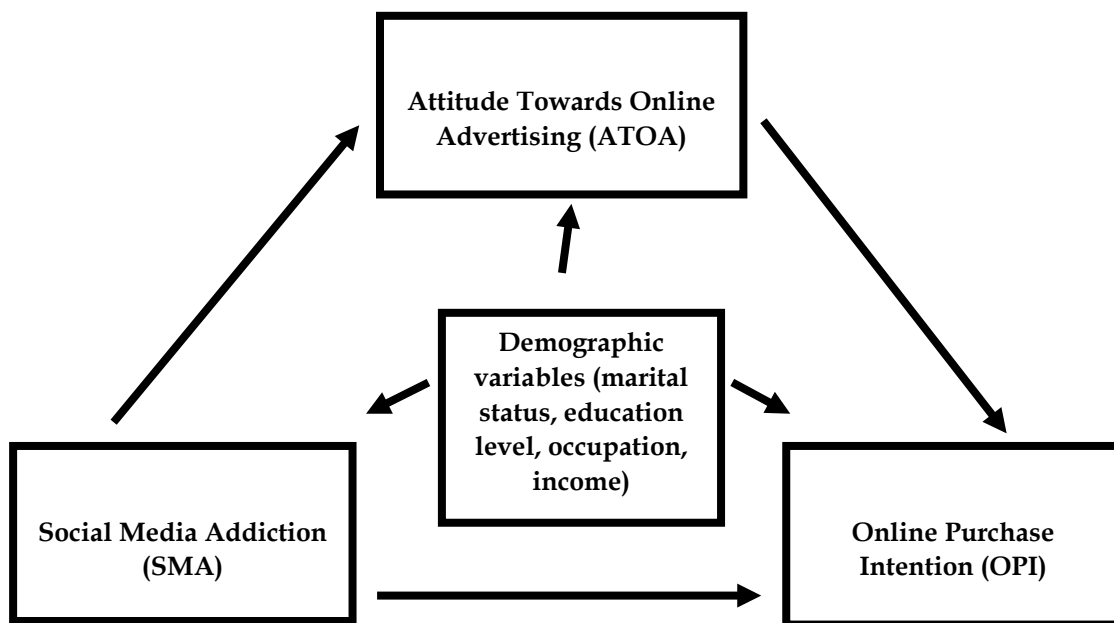 Attitude Towards Online
Advertising (ATOA)
Demographic
variables (marital
status, education
level, occupation,
income)
Social Media Addiction
(SMA)
Online Purchase
Intention (OPI)